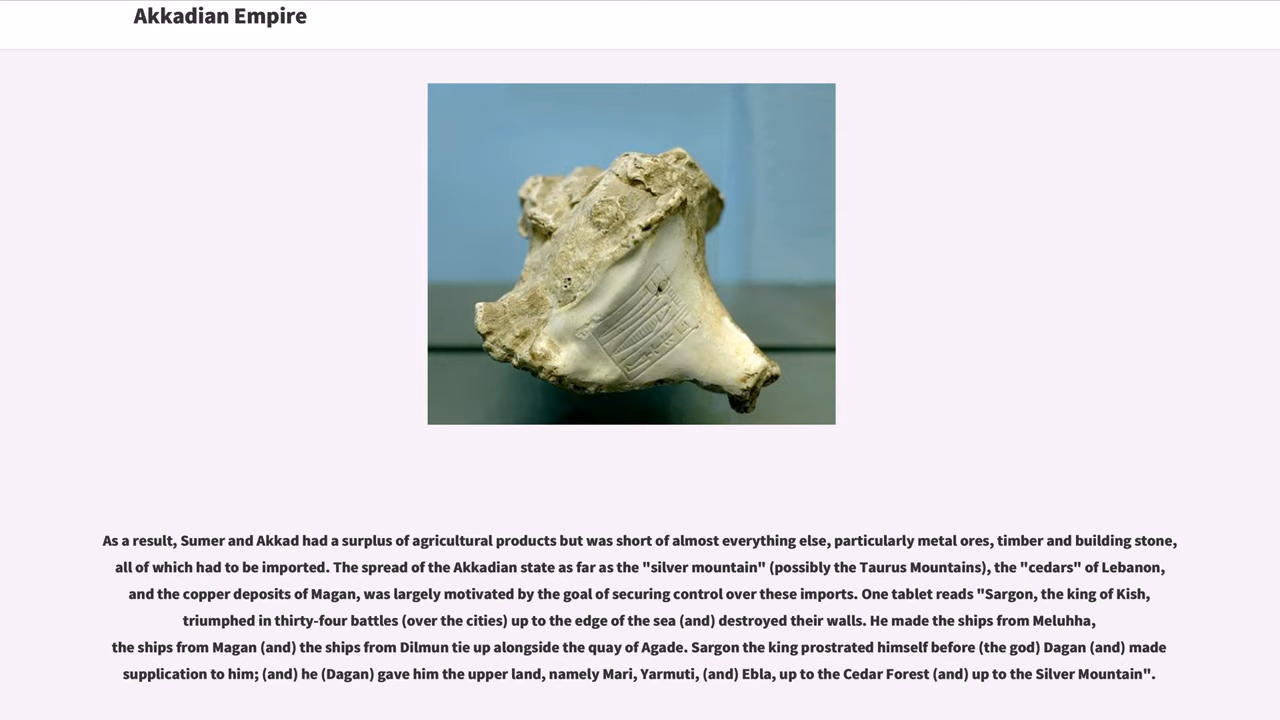 Akkadian Empire
As a result, Sumer and Akkad had a surplus of agricultural products but was short of almost everything else, particularly metal ores, timber and building stone,
all of which had to be imported. The spread of the Akkadian state as far as the "silver mountain" (possibly the Taurus Mountains), the "cedars" of Lebanon,
and the copper deposits of Magan, was largely motivated by the goal of securing control over these imports. One tablet reads "Sargon, the king of Kish,
triumphed in thirty-four battles (over the cities) up to the edge of the sea (and) destroyed their walls. He made the ships from Meluhha,
the ships from Magan (and) the ships from Dilmun tie up alongside the quay of Agade. Sargon the king prostrated himself before (the god) Dagan (and) made
supplication to him; (and) he (Dagan) gave him the upper land, namely Mari, Yarmuti, (and) Ebla, up to the Cedar Forest (and) up to the Silver Mountain".